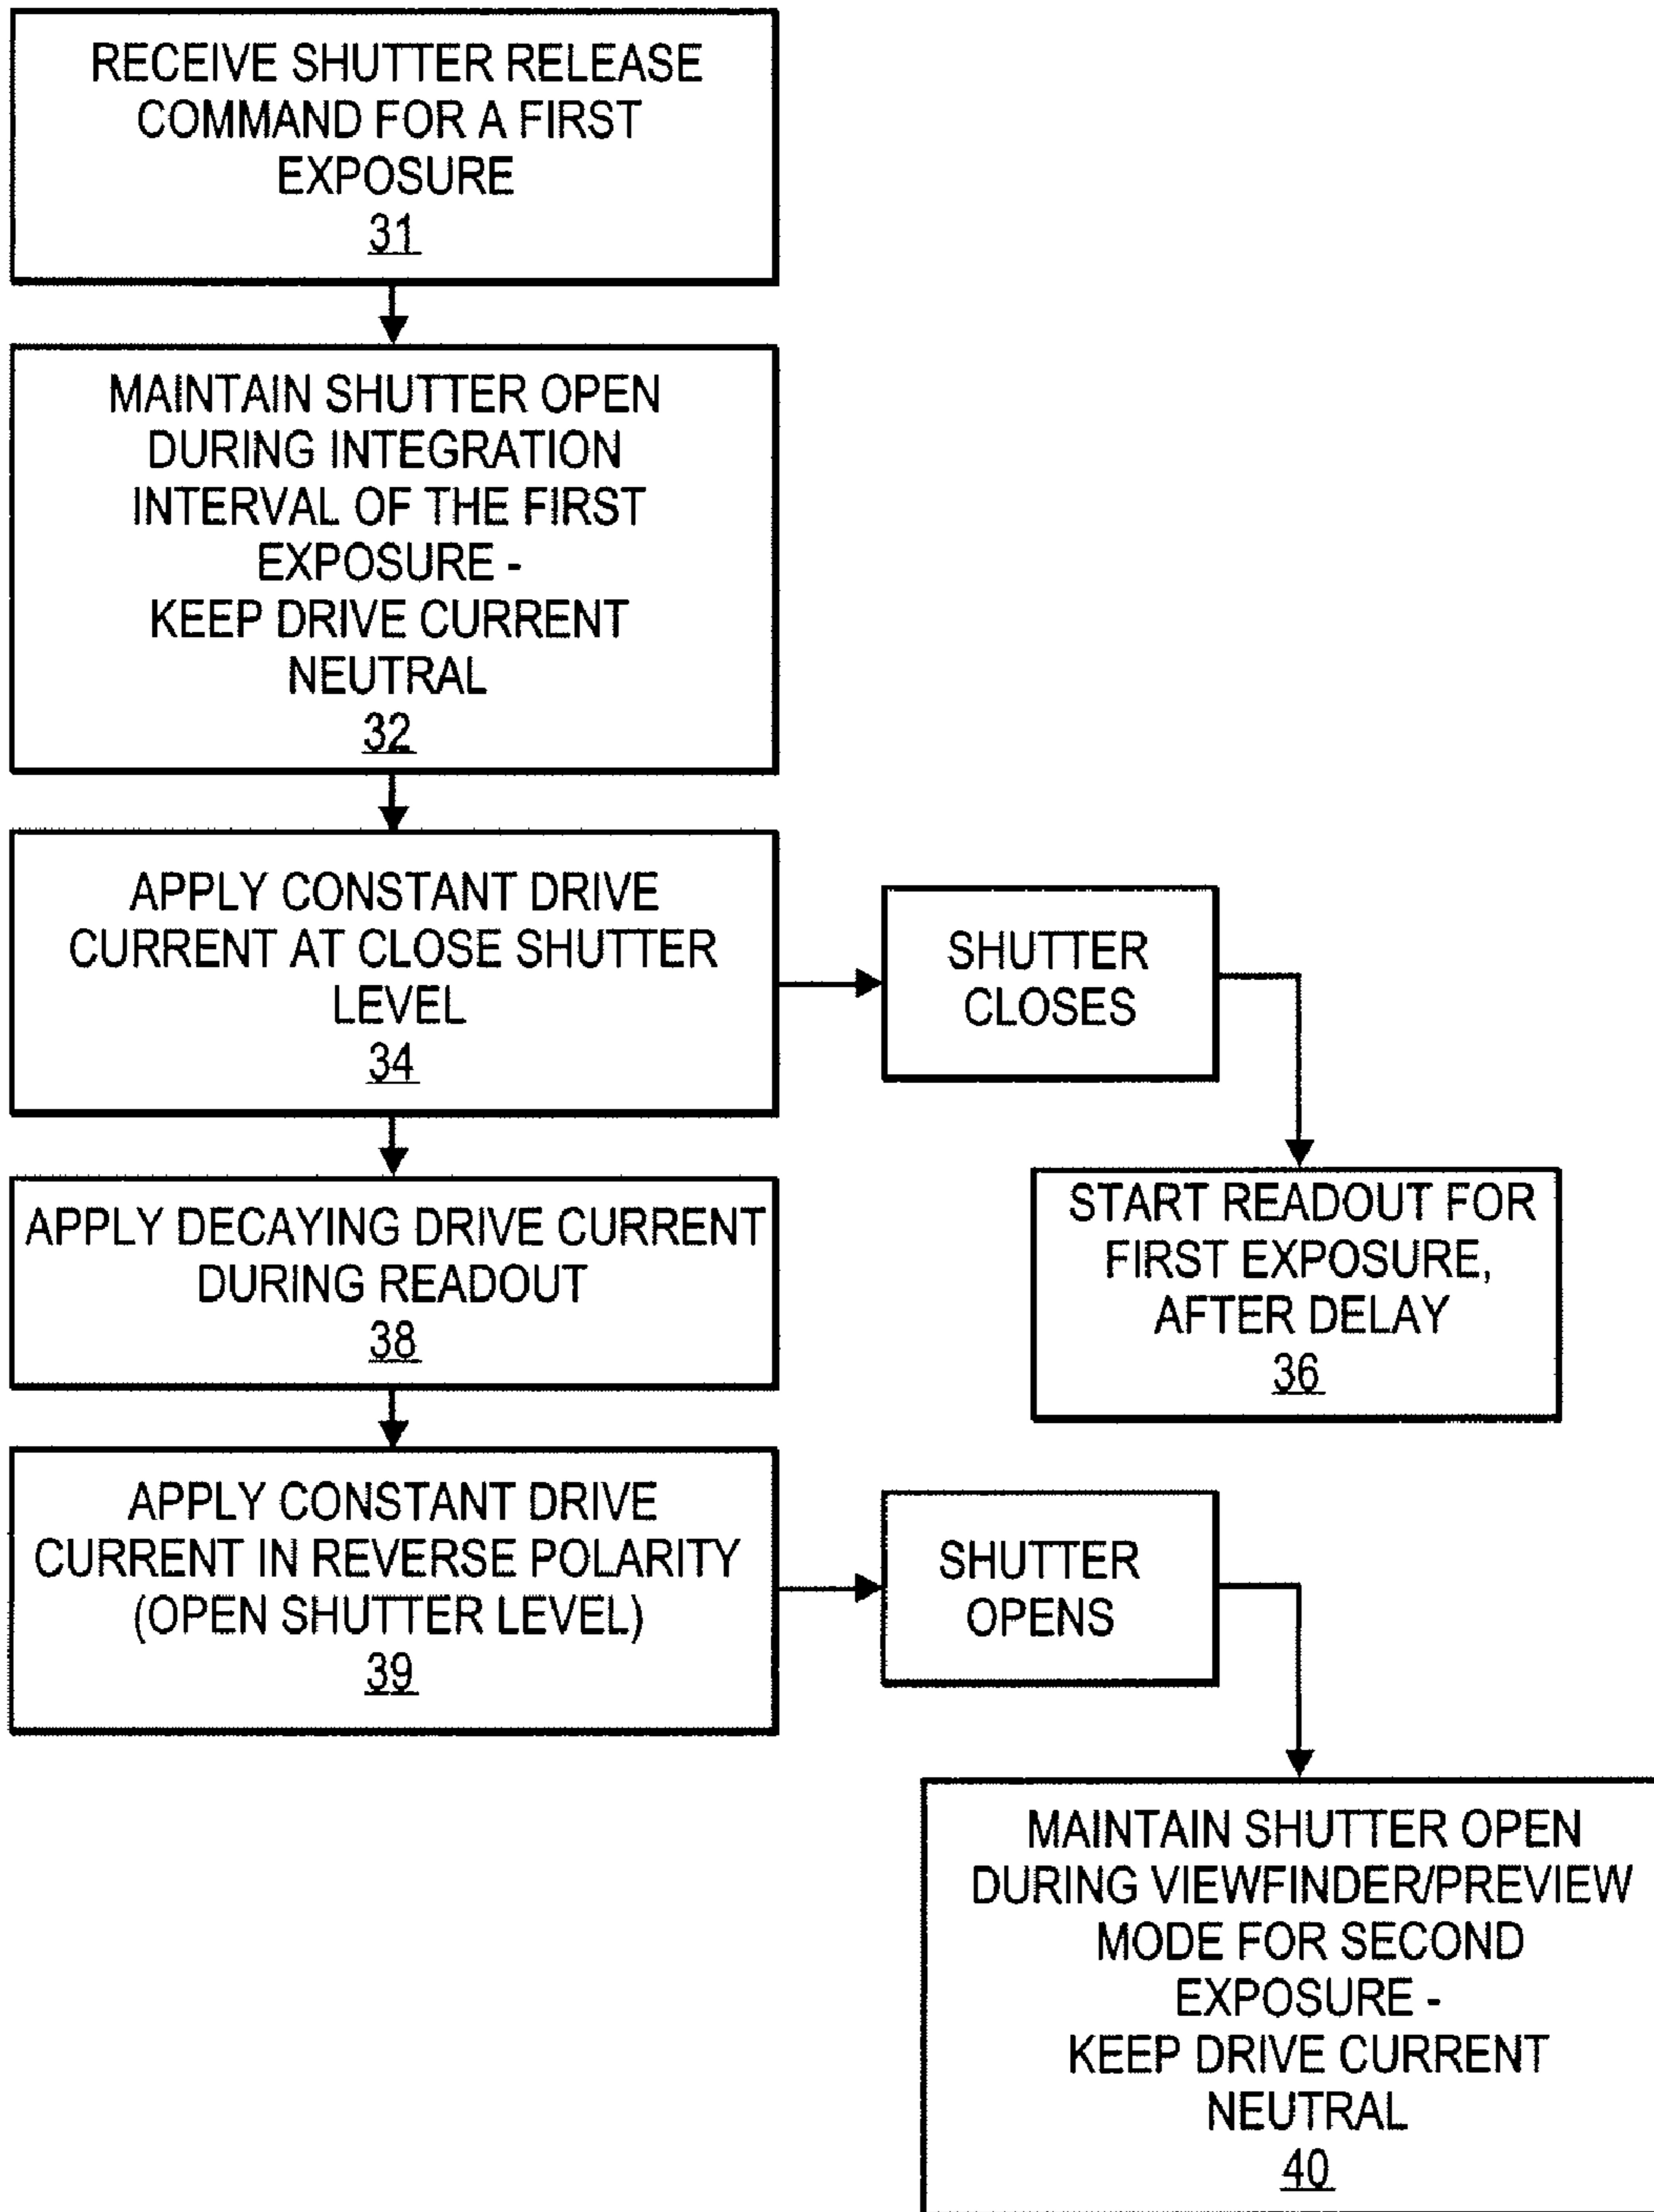 RECEIVE SHUTTER RELEASE
COMMAND FOR A FIRST
EXPOSURE
31
MAINTAIN SHUTTER OPEN
DURING INTEGRATION
INTERVAL OF THE FIRST
EXPOSURE -
KEEP DRIVE CURRENT
NEUTRAL
32
APPLY CONSTANT DRIVE
CURRENT AT CLOSE SHUTTER
LEVEL
34
SHUTTER
CLOSES
START READOUT FOR
FIRST EXPOSURE,
AFTER DELAY
36
APPLY DECAYING DRIVE CURRENT
DURING READOUT
38
APPLY CONSTANT DRIVE
CURRENT IN REVERSE POLARITY
(OPEN SHUTTER LEVEL)
39
SHUTTER
OPENS
MAINTAIN SHUTTER OPEN
DURING VIEWFINDER/PREVIEW
MODE FOR SECOND
EXPOSURE -
KEEP DRIVE CURRENT
NEUTRAL
40